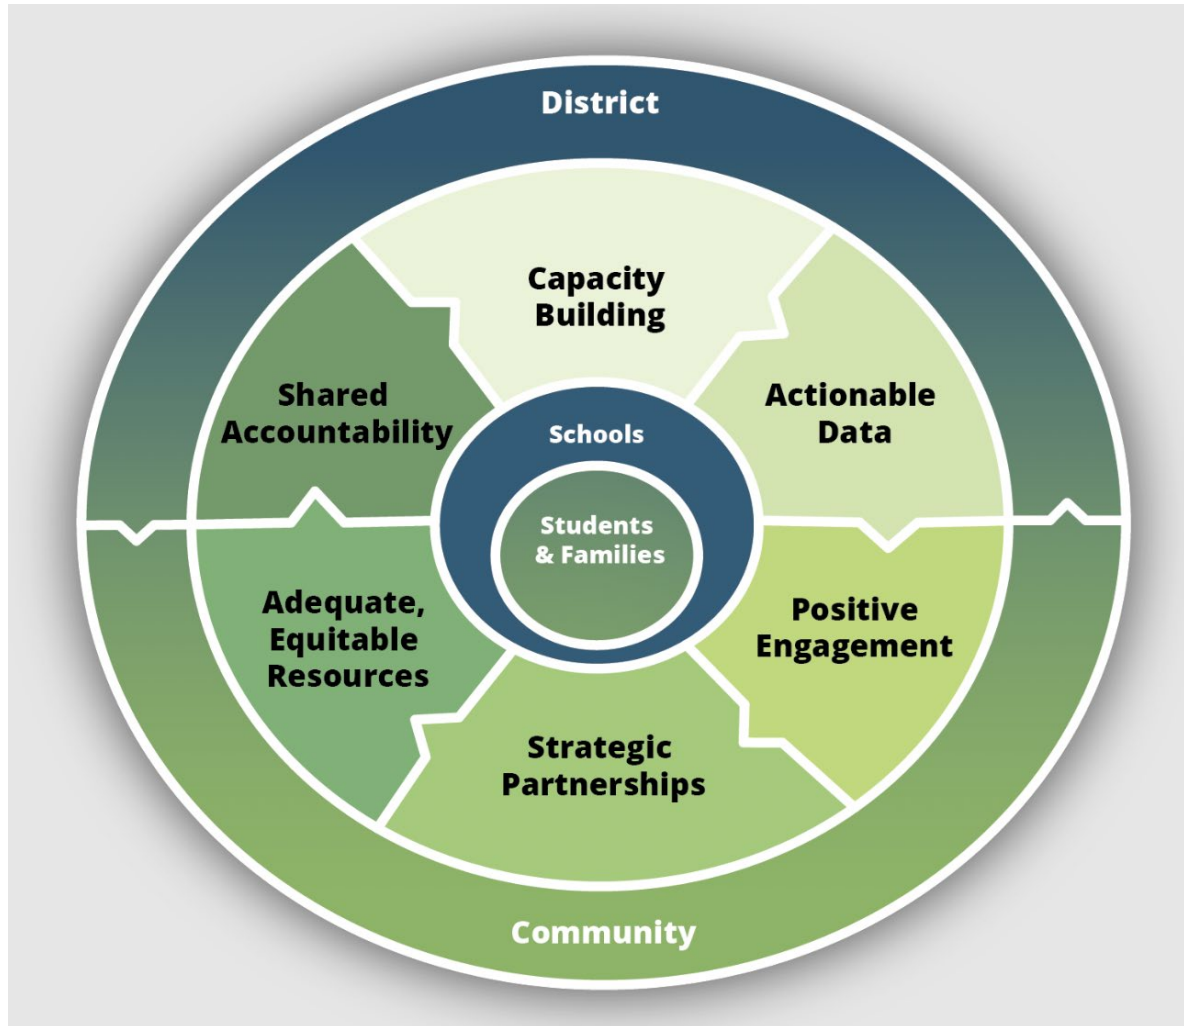 District
Capacity
Building
Shared
Accountability
Actionable
Data
Schools
Students
& Families
Adequate,
Equitable
Resources
Positive
Engagement
Strategic
Partnerships
Community